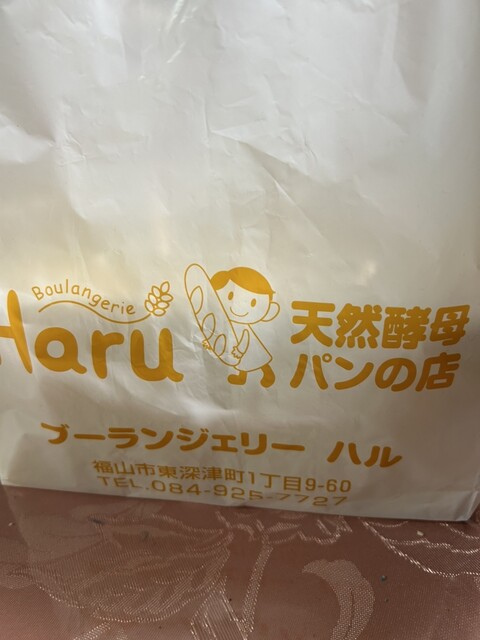 Boulangerie
Haru
天然酵母
パンの店
ブーランジェリー ハル
福山市東深津町1丁目9-60
TEL.084-925-7727